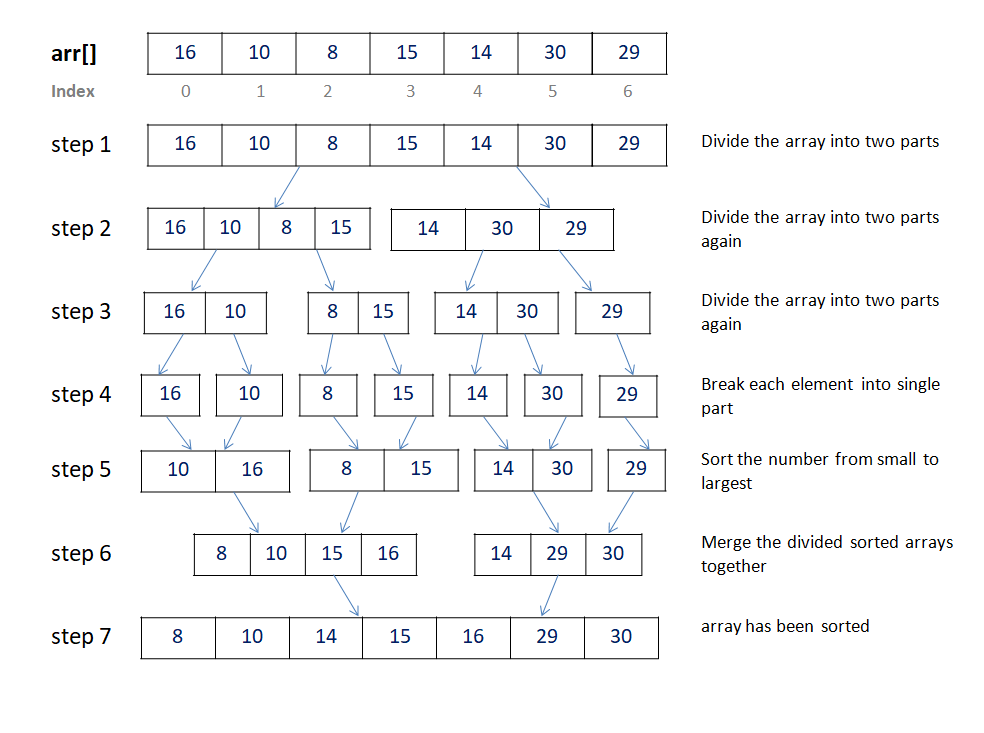 arr[] 16 10 8 15 14 30 29
Index 0 1 2 3 4 5 6
step 1 16 10 8 15 14 30 29 Divide the array into two parts
step 2 16 10 8 15 14 30 29 Divide the array into two parts
again
step 3 16 10 8 15 14 30 29 Divide the array into two parts
again
step 4 16 10 8 15 14 30 29 Break each element into single
part
step 5 10 16 8 15 14 30 29 Sort the number from small to
largest
step 6 8 10 15 16 14 29 30 Merge the divided sorted arrays
together
step 7 8 10 14 15 16 29 30 array has been sorted